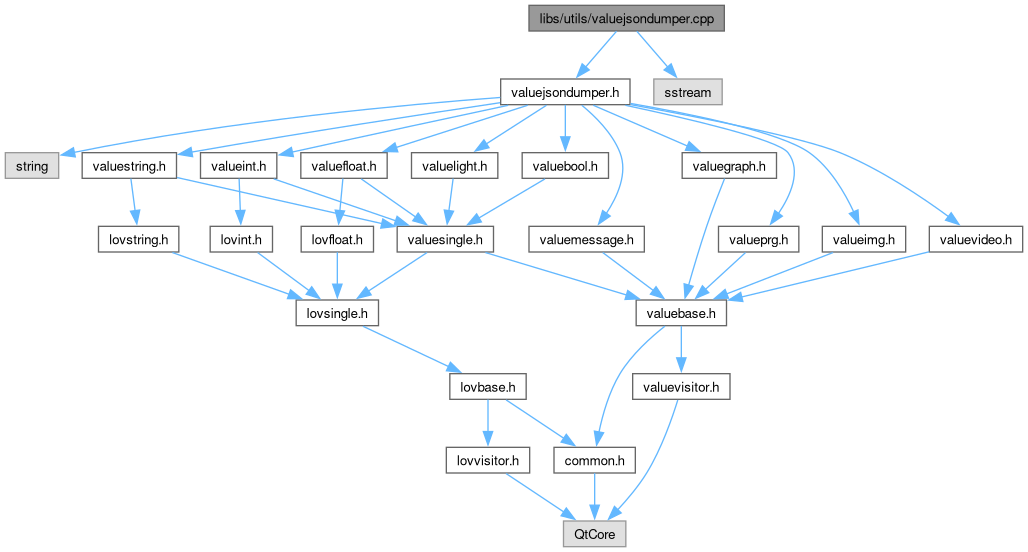 libs/utils/valuejsondumper.cpp
valuejsondumper.h
sstream
string
valuestring.h
valueint.h
valuefloat.h
valuelight.h
valuebool.h
valuegraph.h
lovstring.h
lovint.h
lovfloat.h
valuesingle.h
valuemessage.h
valueprg.h
valueimg.h
valuevideo.h
lovsingle.h
valuebase.h
lovbase.h
valuevisitor.h
lovvisitor.h
common.h
QtCore